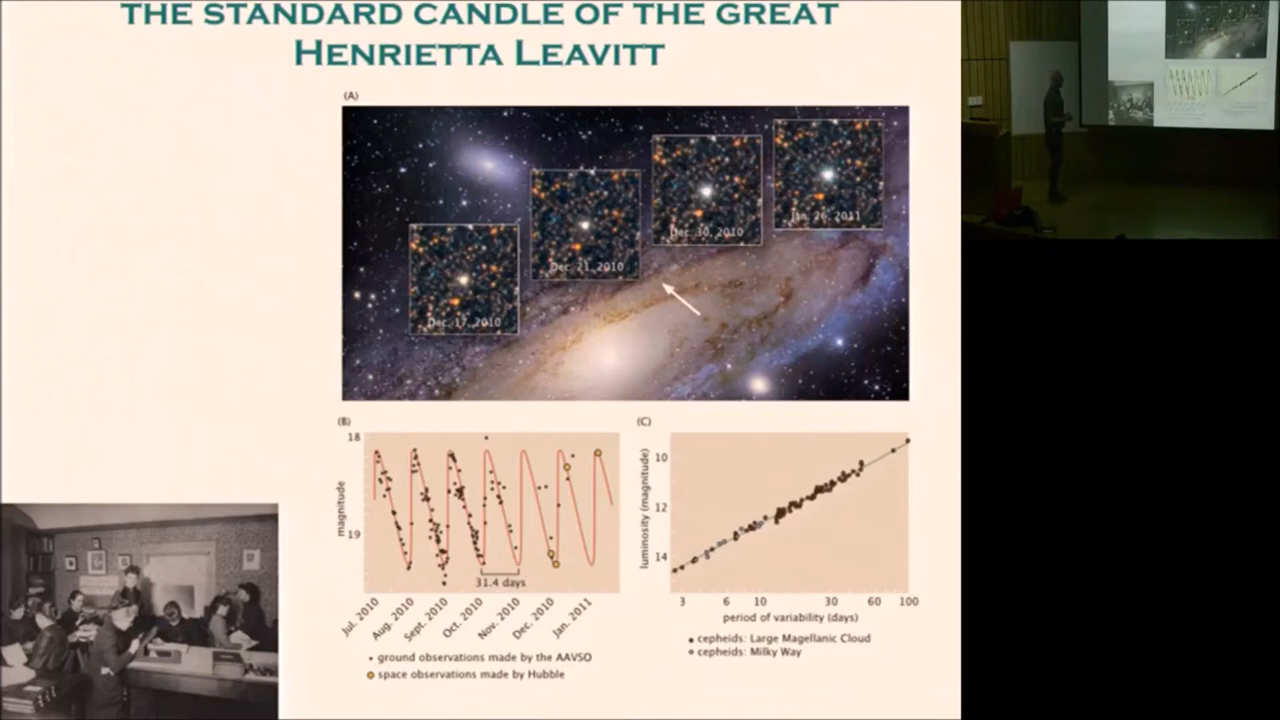 THE STANDARD CANDLE OF THE GREAT
HENRIETTA LEAVITT
(A)
Dec. 17, 2010
Dec. 21, 2010
Dec. 30, 2010
Jan. 26, 2011
(B)
18
19
magnitude
31.4 days
Jul. 2010
Aug. 2010
Sept. 2010
Oct. 2010
Nov. 2010
Dec. 2010
Jan. 2011
• ground observations made by the AAVSO
space observations made by Hubble
(C)
10
12
14
luminosity (magnitude)
3 6 10 30 60 100
period of variability (days)
cepheids: Large Magellanic Cloud
cepheids: Milky Way